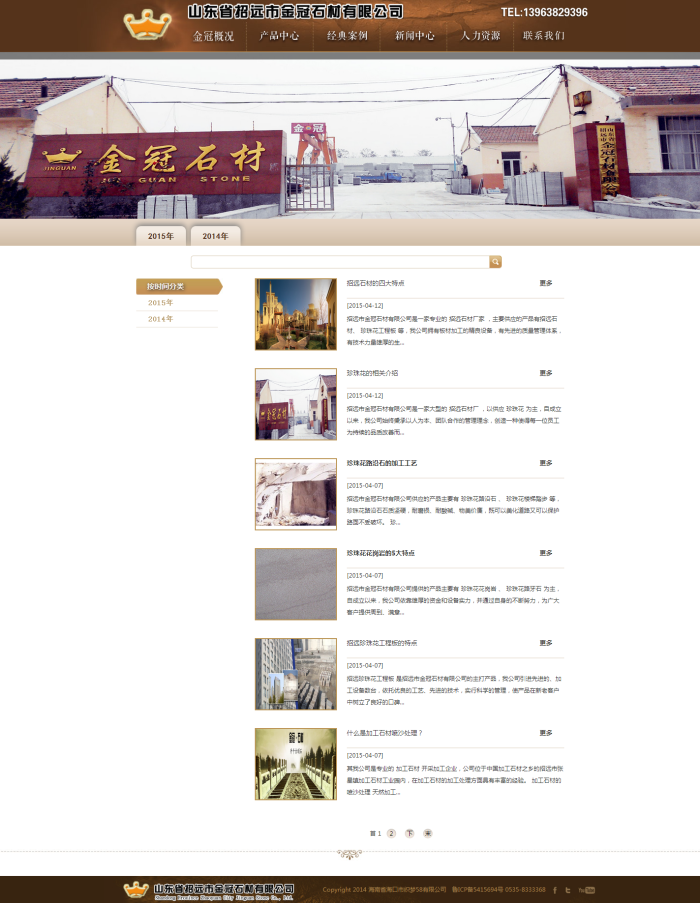 山东省招远市金冠石材有限公司
TEL:13963829396
金冠概况 产品中心 经典案例 新闻中心 人力资源 联系我们
金冠
金冠石材
JINGUAN
JIN GUAN STONE
山东省招远市金冠石材有限公司
2015年 2014年
按时间分类
2015年
2014年
招远石材的四大特点 更多
[2015-04-12]
招远市金冠石材有限公司是一家专业的 招远石材厂家 ，主要供应的产品有招远石
材、 珍珠花工程板 等，我公司拥有板材加工的精良设备，有先进的质量管理体系，
有技术力量雄厚的生...
珍珠花的相关介绍 更多
[2015-04-12]
招远市金冠石材有限公司是一家大型的 招远石材厂 ，以供应 珍珠花 为主，自成立
以来，我公司始终秉承以人为本、团队合作的管理理念，创造一种使得每一位员工
为持续的品质改善而...
珍珠花路沿石的加工工艺 更多
[2015-04-07]
招远市金冠石材有限公司供应的产品主要有 珍珠花路沿石 、 珍珠花楼梯踏步 等，
珍珠花路沿石石质坚硬，耐磨损、耐酸碱、物美价廉，既可以美化道路又可以保护
路面不受破坏。 珍...
珍珠花花岗岩的5大特点 更多
[2015-04-07]
招远市金冠石材有限公司提供的产品主要有 珍珠花花岗岩 、 珍珠花路牙石 为主，
自成立以来，我公司依靠雄厚的资金和设备实力，并通过自身的不断努力，为广大
客户提供周到、满意...
招远珍珠花工程板的特点 更多
[2015-04-07]
招远珍珠花工程板 是招远市金冠石材有限公司的主打产品，我公司引进先进的、加
工设备数台，依托优良的工艺、先进的技术，实行科学的管理，使产品在新老客户
中树立了良好的口碑...
什么是加工石材喷沙处理？ 更多
[2015-04-07]
其我公司是专业的 加工石材 开采加工企业，公司位于中国加工石材之乡的招远市张
星镇加工石材工业园内，在加工石材的加工处理方面具有丰富的经验。 加工石材的
喷沙处理 天然加工...
首 1 2 下 末
山东省招远市金冠石材有限公司
Shandong Province Zhaoyuan City Jinguan Stone Co., Ltd.
Copyright 2014 海南省海口市织梦58有限公司 鲁ICP备5415694号 0535-8333368